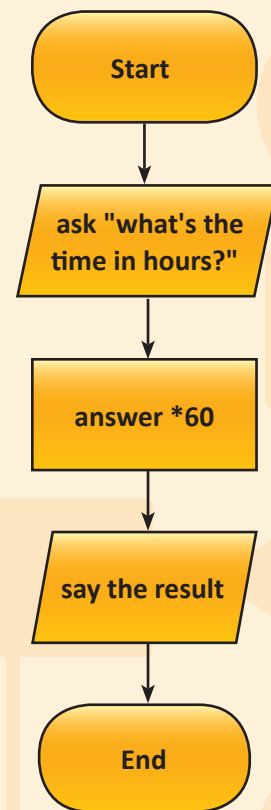 Start
ask "what's the
time in hours?"
answer *60
say the result
End